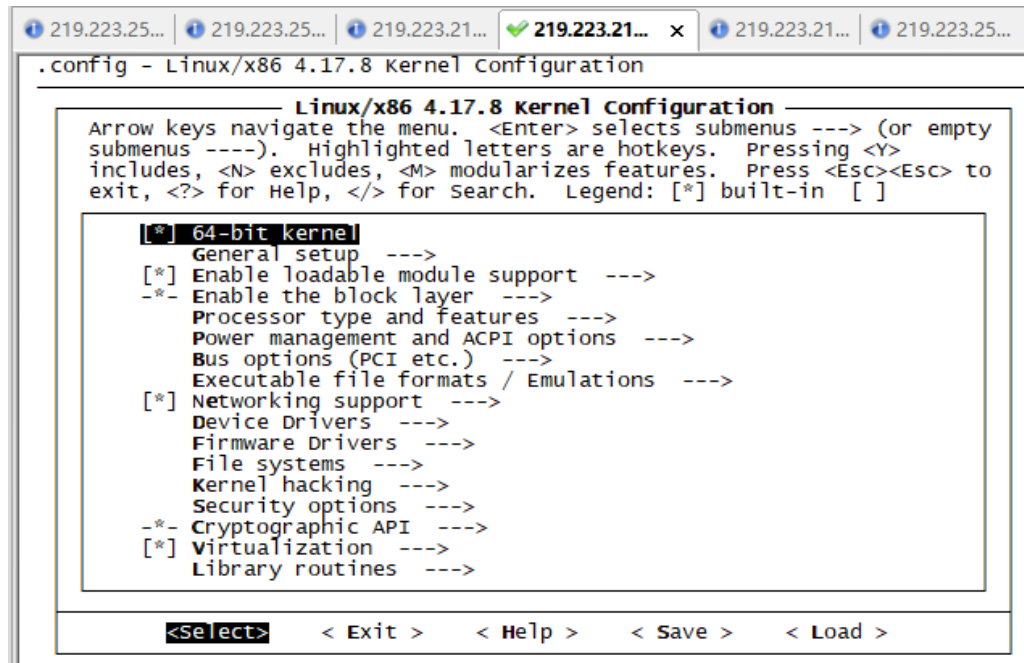 219.223.25... 219.223.25... 219.223.21... 219.223.21... x 219.223.21... 219.223.25...
.config - Linux/x86 4.17.8 Kernel Configuration
Linux/x86 4.17.8 Kernel Configuration
Arrow keys navigate the menu.  <Enter> selects submenus ---> (or empty
submenus ----).  Highlighted letters are hotkeys.  Pressing <Y>
includes, <N> excludes, <M> modularizes features.  Press <Esc><Esc> to
exit, <?> for Help, </> for Search.  Legend: [*] built-in  [ ]
[*] 64-bit kernel
General setup  --->
[*] Enable loadable module support  --->
-*- Enable the block layer  --->
Processor type and features  --->
Power management and ACPI options  --->
Bus options (PCI etc.)  --->
Executable file formats / Emulations  --->
[*] Networking support  --->
Device Drivers  --->
Firmware Drivers  --->
File systems  --->
Kernel hacking  --->
Security options  --->
-*- Cryptographic API  --->
[*] Virtualization  --->
Library routines  --->
<Select>    < Exit >    < Help >    < Save >    < Load >